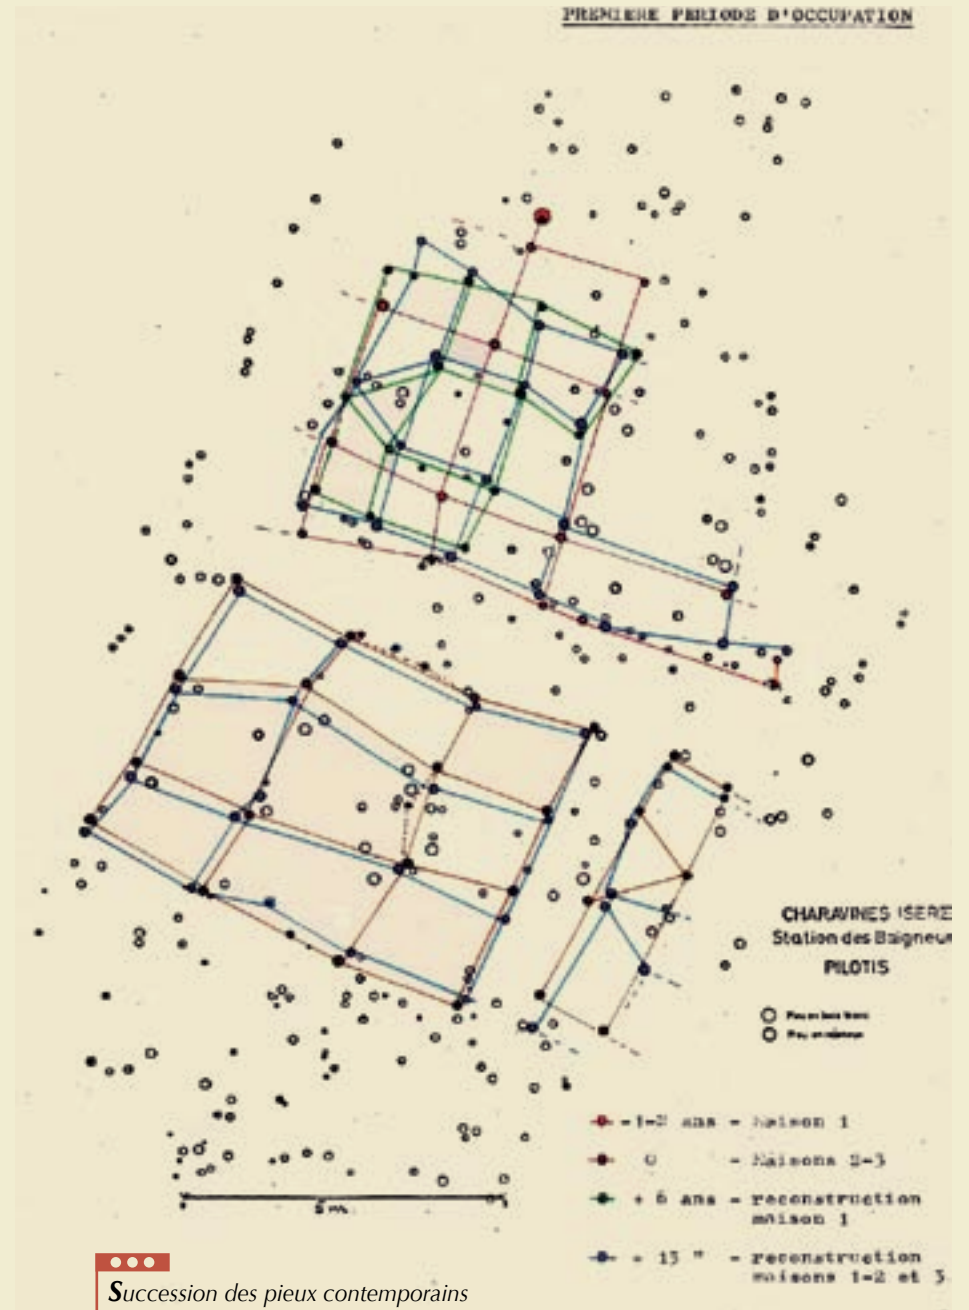 PREMIERE PERIODE D'OCCUPATION
CHARAVINES ISERE
Station des Baigneur
PILOTIS
-1-2 ans - Maison 1
0 - Maisons 2-3
+ 6 ans - reconstruction
maison 1
+ 15 " - reconstruction
maisons 1-2 et 3
5 m.
Succession des pieux contemporains